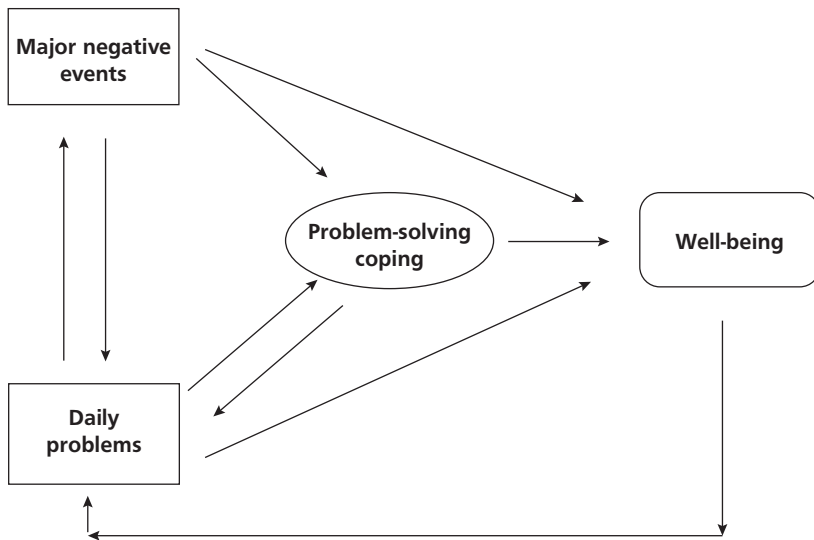 Major negative
events
Problem-solving
coping
Well-being
Daily
problems